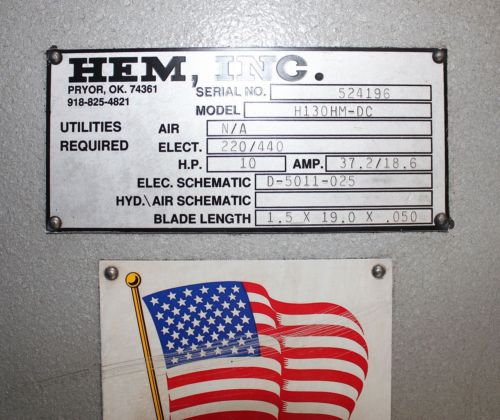 HEM, INC.
PRYOR, OK. 74361
918-825-4821
SERIAL NO. 524196
MODEL H130HM-DC
UTILITIES REQUIRED
AIR N/A
ELECT. 220/440
H.P. 10 AMP. 37.2/18.6
ELEC. SCHEMATIC D-5011-025
HYD.\AIR SCHEMATIC
BLADE LENGTH 1.5 X 19.0 X .050